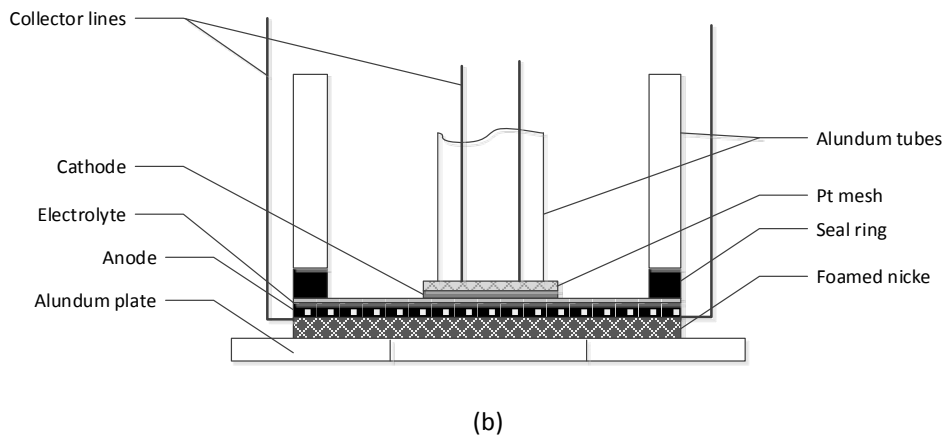 Collector lines
Cathode
Electrolyte
Anode
Alundum plate
Alundum tubes
Pt mesh
Seal ring
Foamed nicke
(b)